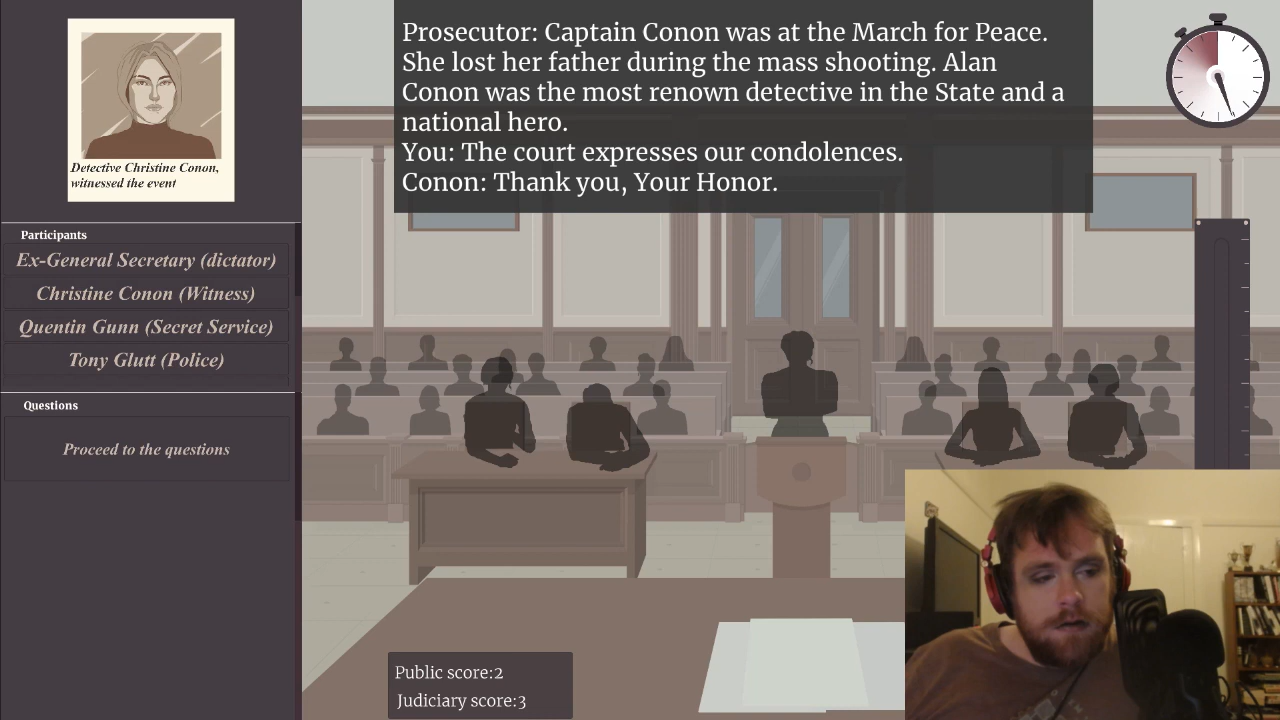 Detective Christine Conon,
witnessed the event
Participants
Ex-General Secretary (dictator)
Christine Conon (Witness)
Quentin Gunn (Secret Service)
Tony Glutt (Police)
Questions
Proceed to the questions
Prosecutor: Captain Conon was at the March for Peace.
She lost her father during the mass shooting. Alan
Conon was the most renown detective in the State and a
national hero.
You: The court expresses our condolences.
Conon: Thank you, Your Honor.
Public score:2
Judiciary score:3